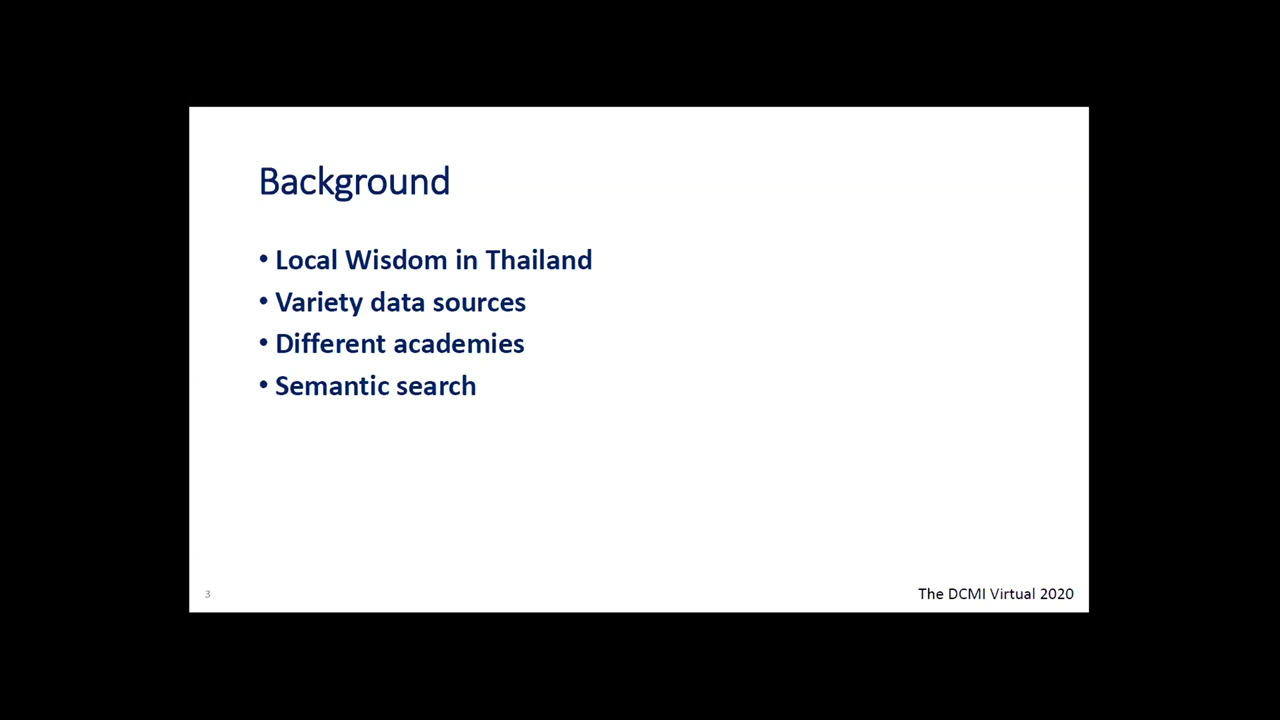 Background
• Local Wisdom in Thailand
• Variety data sources
• Different academies
• Semantic search
3
The DCMI Virtual 2020